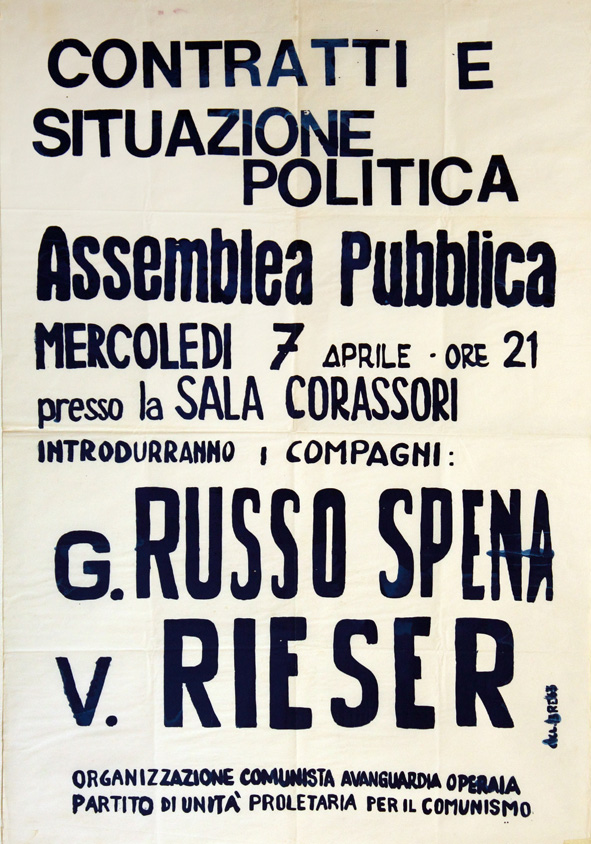 CONTRATTI E
SITUAZIONE
POLITICA
Assemblea Pubblica
MERCOLEDI 7 APRILE · ORE 21
presso la SALA CORASSORI
INTRODURRANNO I COMPAGNI:
G. RUSSO SPENA
V. RIESER
ORGANIZZAZIONE COMUNISTA AVANGUARDIA OPERAIA
PARTITO DI UNITA' PROLETARIA PER IL COMUNISMO